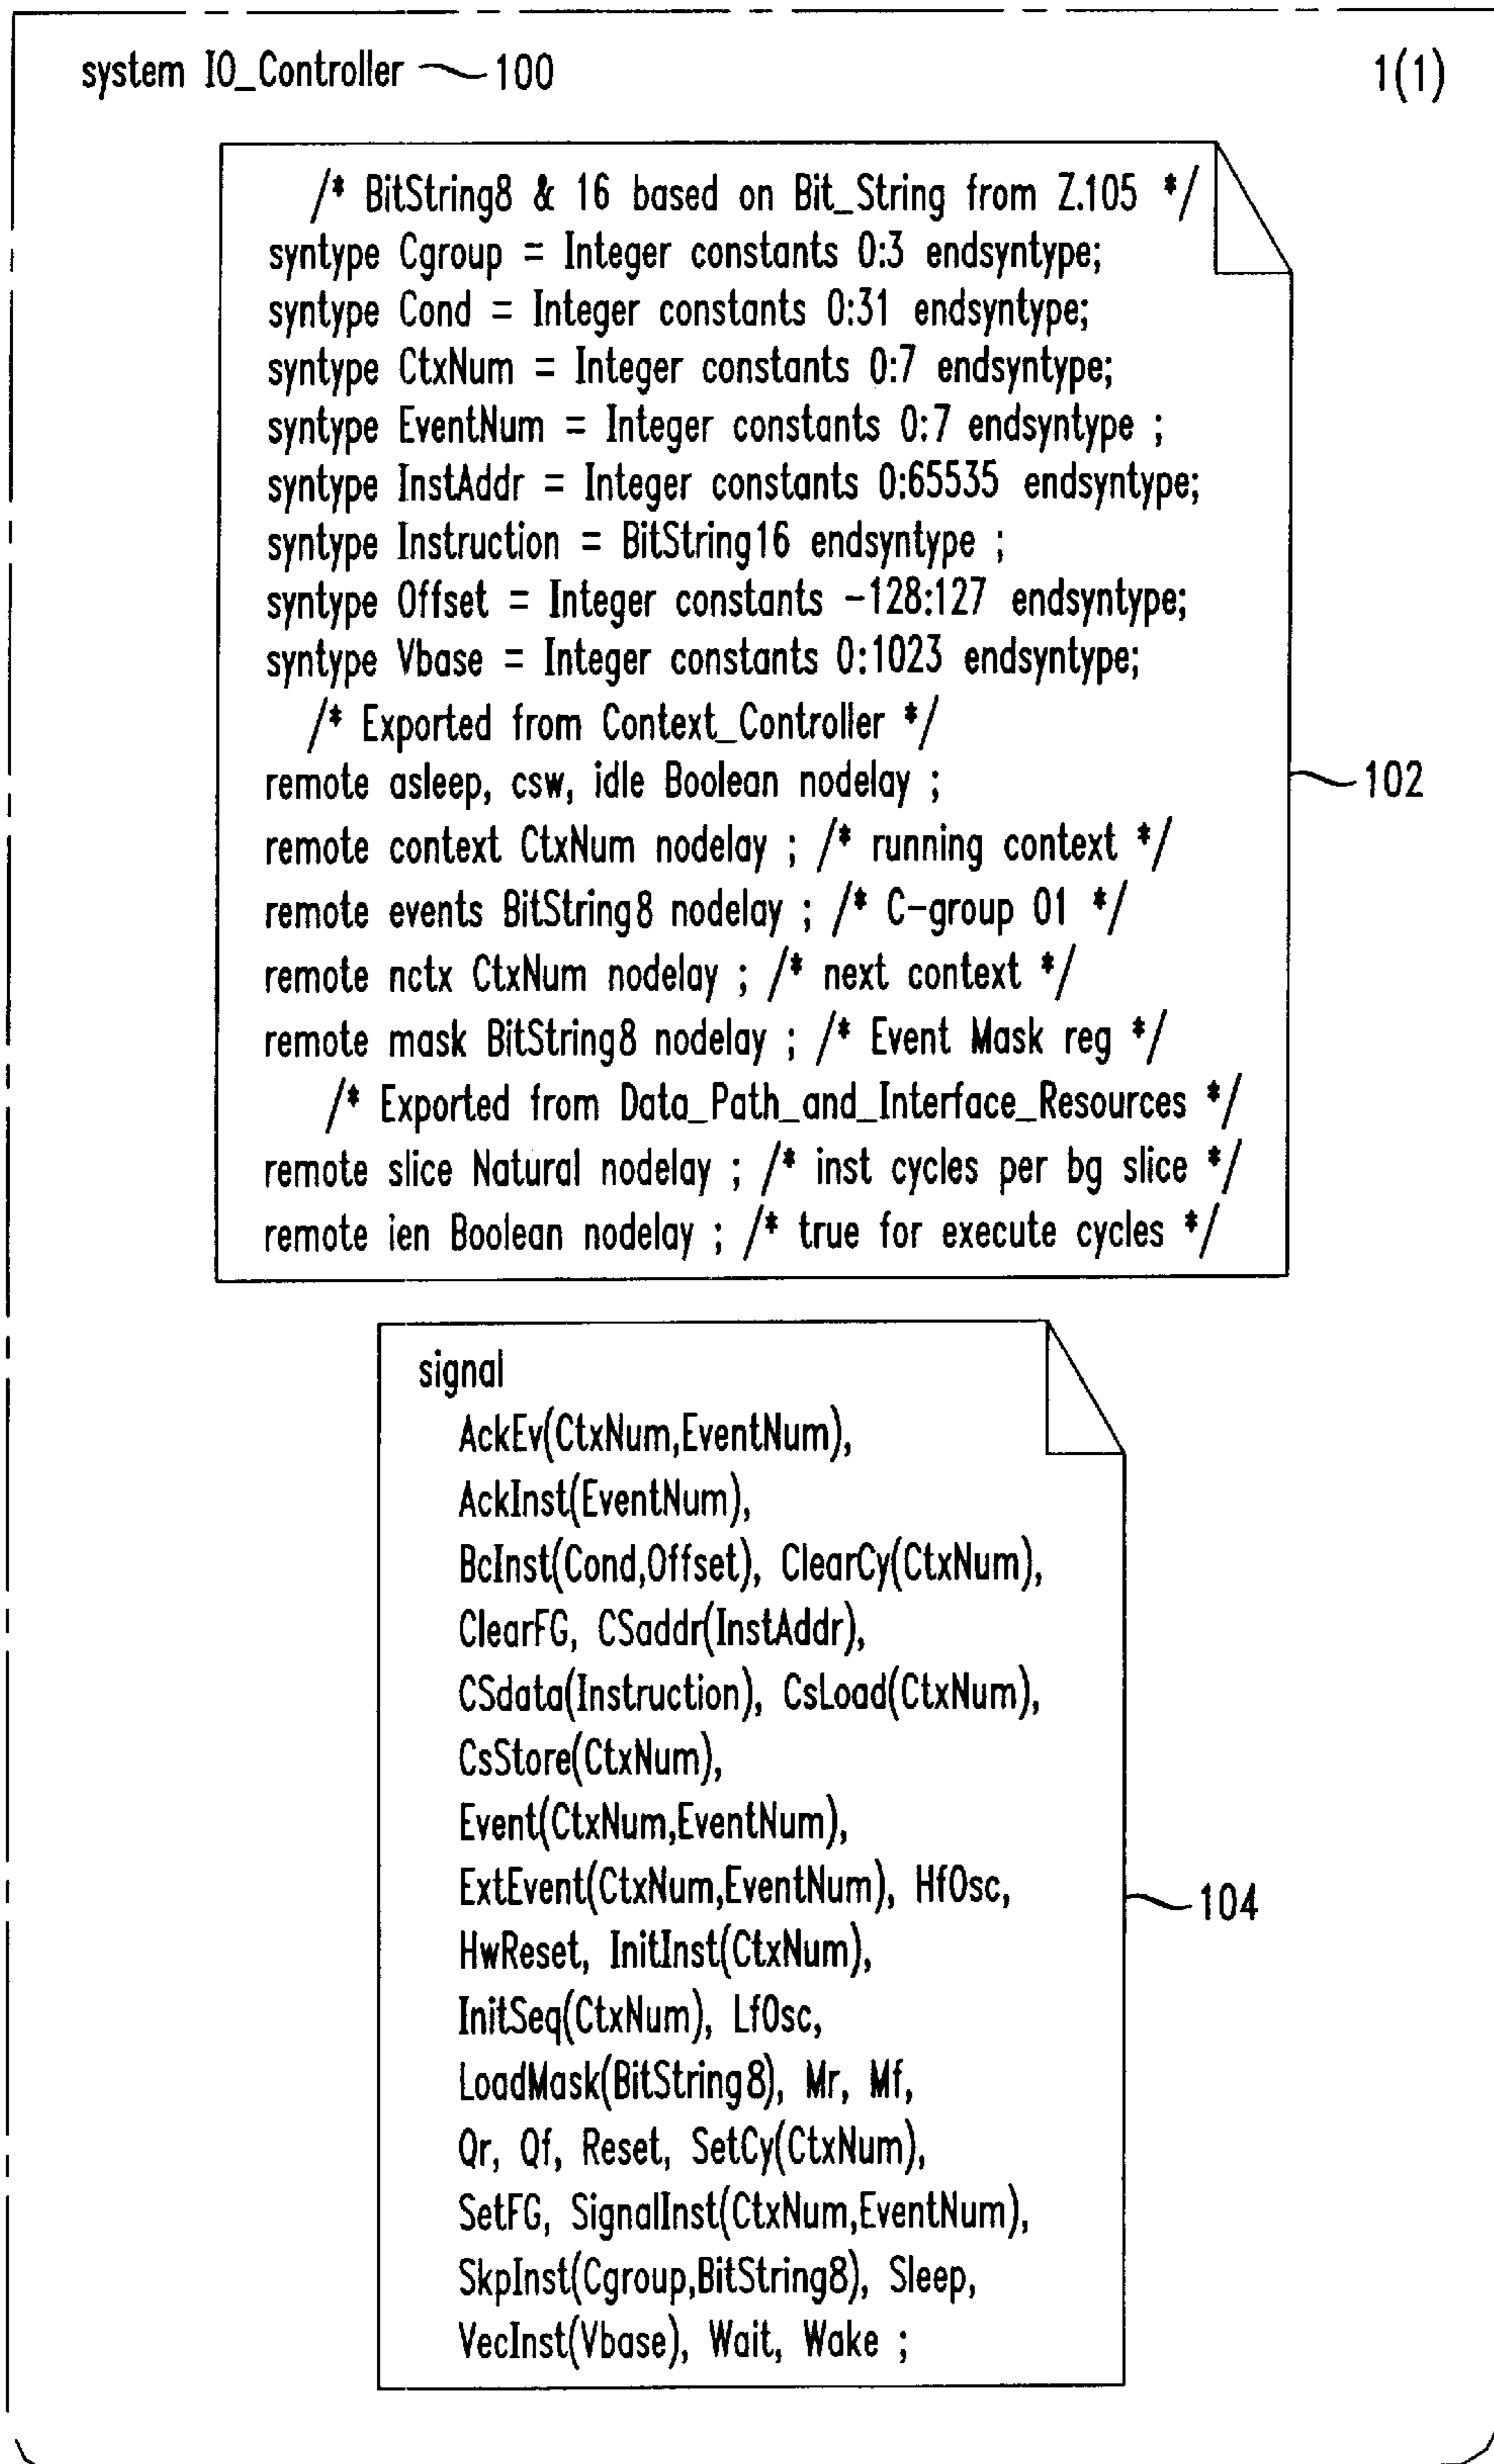 system IO_Controller 100 1(1)
/* BitString8 & 16 based on Bit_String from Z.105 */
syntype Cgroup = Integer constants 0:3 endsyntype;
syntype Cond = Integer constants 0:31 endsyntype;
syntype CtxNum = Integer constants 0:7 endsyntype;
syntype EventNum = Integer constants 0:7 endsyntype ;
syntype InstAddr = Integer constants 0:65535 endsyntype;
syntype Instruction = BitString16 endsyntype ;
syntype Offset = Integer constants -128:127 endsyntype;
syntype Vbase = Integer constants 0:1023 endsyntype;
/* Exported from Context_Controller */
remote asleep, csw, idle Boolean nodelay ;
102
remote context CtxNum nodelay ; /* running context */
remote events BitString8 nodelay ; /* C-group 01 */
remote nctx CtxNum nodelay ; /* next context */
remote mask BitString8 nodelay ; /* Event Mask reg */
/* Exported from Data_Path_and_Interface_Resources */
remote slice Natural nodelay ; /* inst cycles per bg slice */
remote ien Boolean nodelay ; /* true for execute cycles */
signal
AckEv(CtxNum,EventNum),
AckInst(EventNum),
BcInst(Cond,Offset), ClearCy(CtxNum),
ClearFG, CSaddr(InstAddr),
CSdata(Instruction), CsLoad(CtxNum),
CsStore(CtxNum),
Event(CtxNum,EventNum),
ExtEvent(CtxNum,EventNum), HfOsc,
104
HwReset, InitInst(CtxNum),
InitSeq(CtxNum), LfOsc,
LoadMask(BitString8), Mr, Mf,
Qr, Qf, Reset, SetCy(CtxNum),
SetFG, SignalInst(CtxNum,EventNum),
SkpInst(Cgroup,BitString8), Sleep,
VecInst(Vbase), Wait, Wake ;